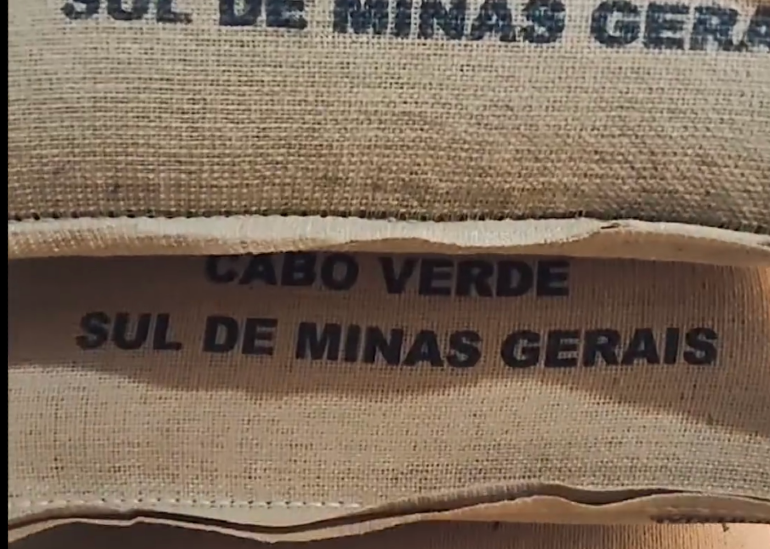 SUL DE MINAS GERA
CABO VERDE
SUL DE MINAS GERAIS